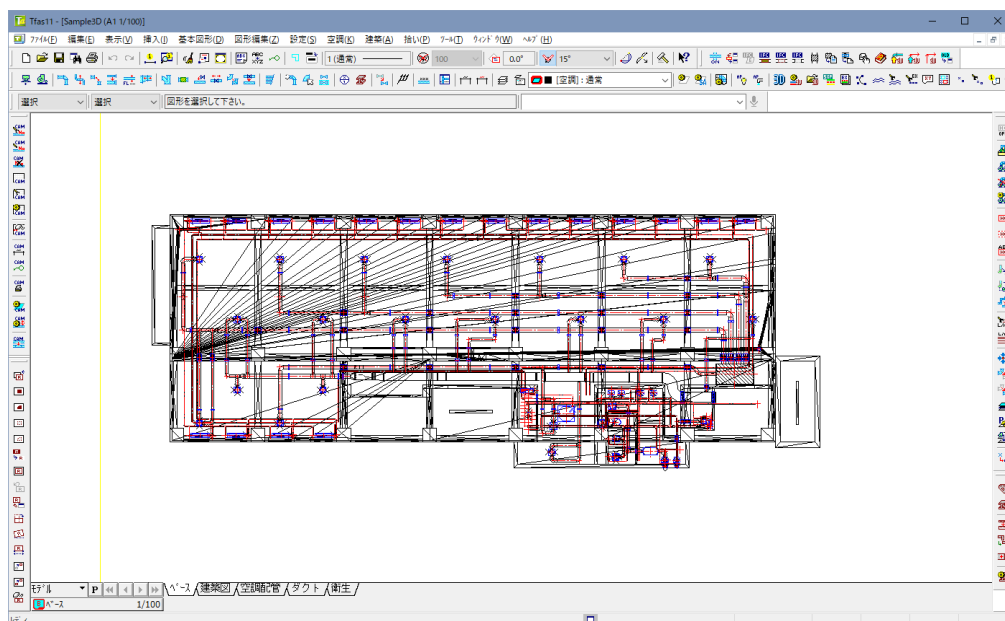 Tfas11 - [Sample3D (A1 1/100)]
ファイル(F) 編集(E) 表示(V) 挿入(I) 基本図形(D) 図形編集(Z) 設定(S) 空調(K) 建築(A) 拾い(P) ツール(T) ウィンドウ(W) ヘルプ(H)
1(通常) 100 0.0° 15°
[空調]:通常
選択 選択 図形を選択して下さい。
モデル P ベース 建築図 空調配管 ダクト 衛生
ベース 1/100